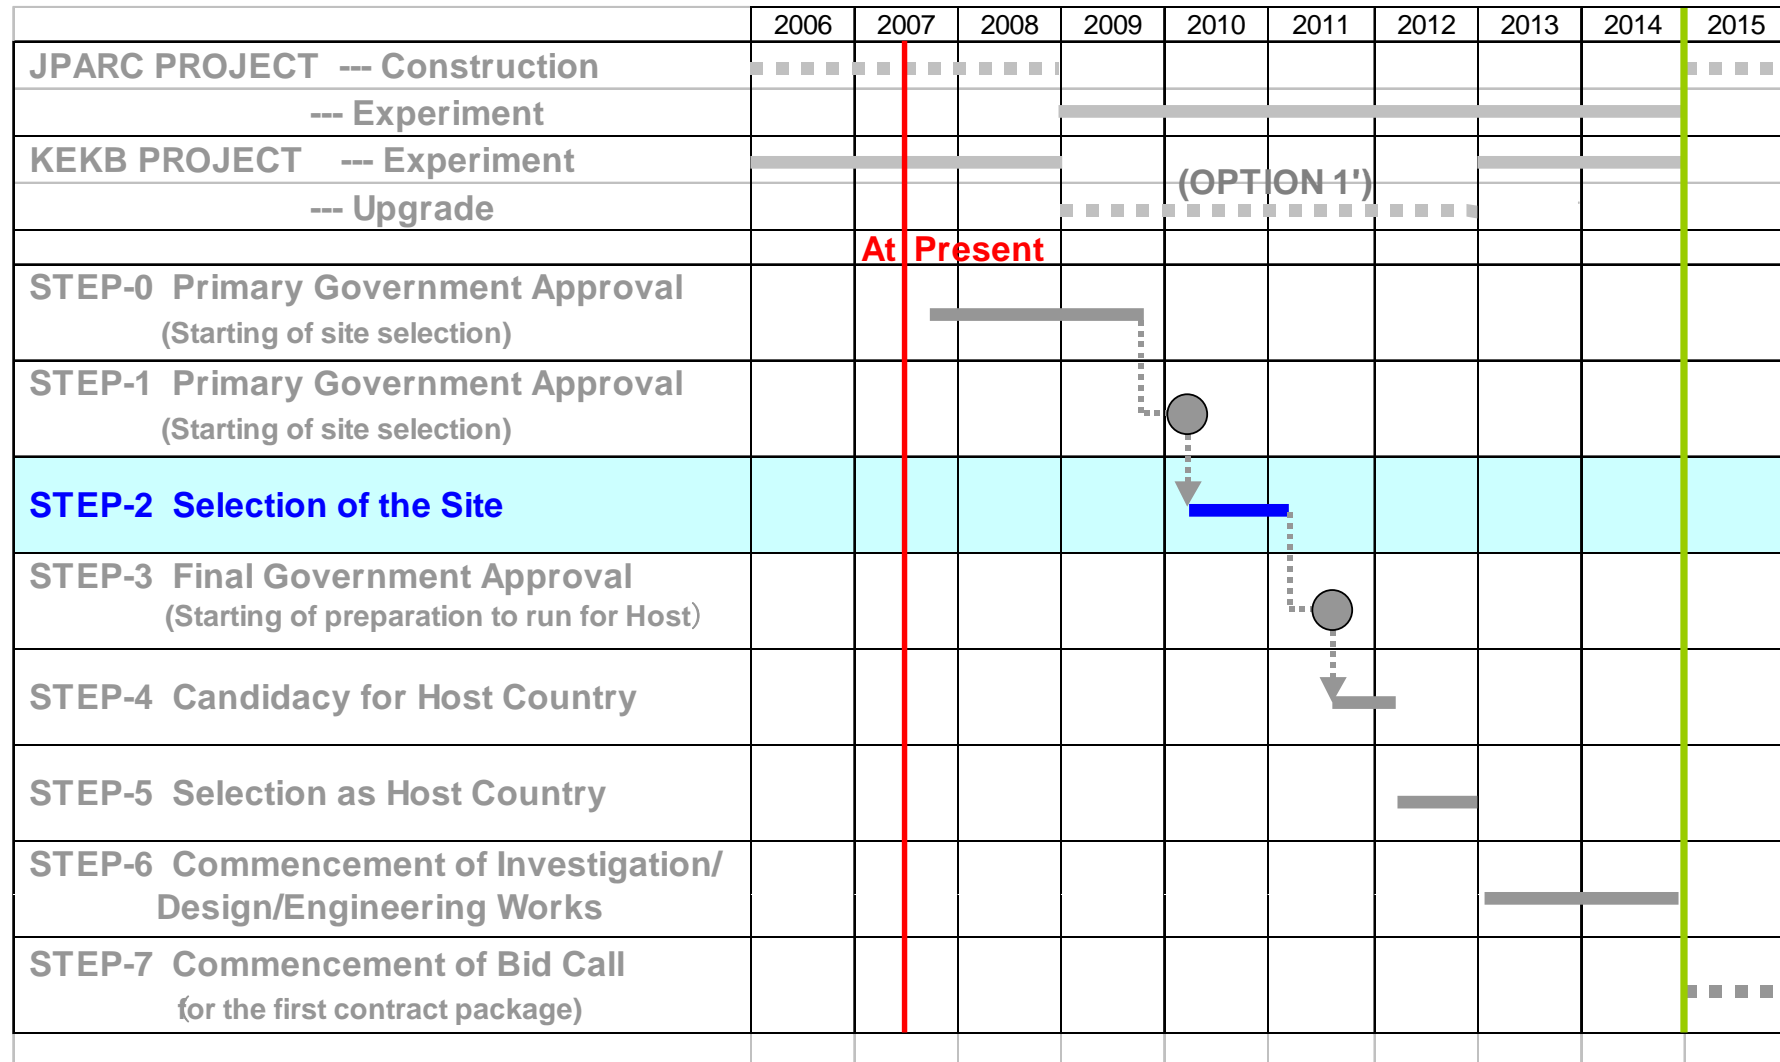 2006 2007 2008 2009 2010 2011 2012 2013 2014 2015
JPARC PROJECT --- Construction
--- Experiment
KEKB PROJECT --- Experiment
(OPTION 1')
--- Upgrade
At Present
STEP-0 Primary Government Approval
(Starting of site selection)
STEP-1 Primary Government Approval
(Starting of site selection)
STEP-2 Selection of the Site
STEP-3 Final Government Approval
(Starting of preparation to run for Host）
STEP-4 Candidacy for Host Country
STEP-5 Selection as Host Country
STEP-6 Commencement of Investigation/
Design/Engineering Works
STEP-7 Commencement of Bid Call
（for the first contract package)